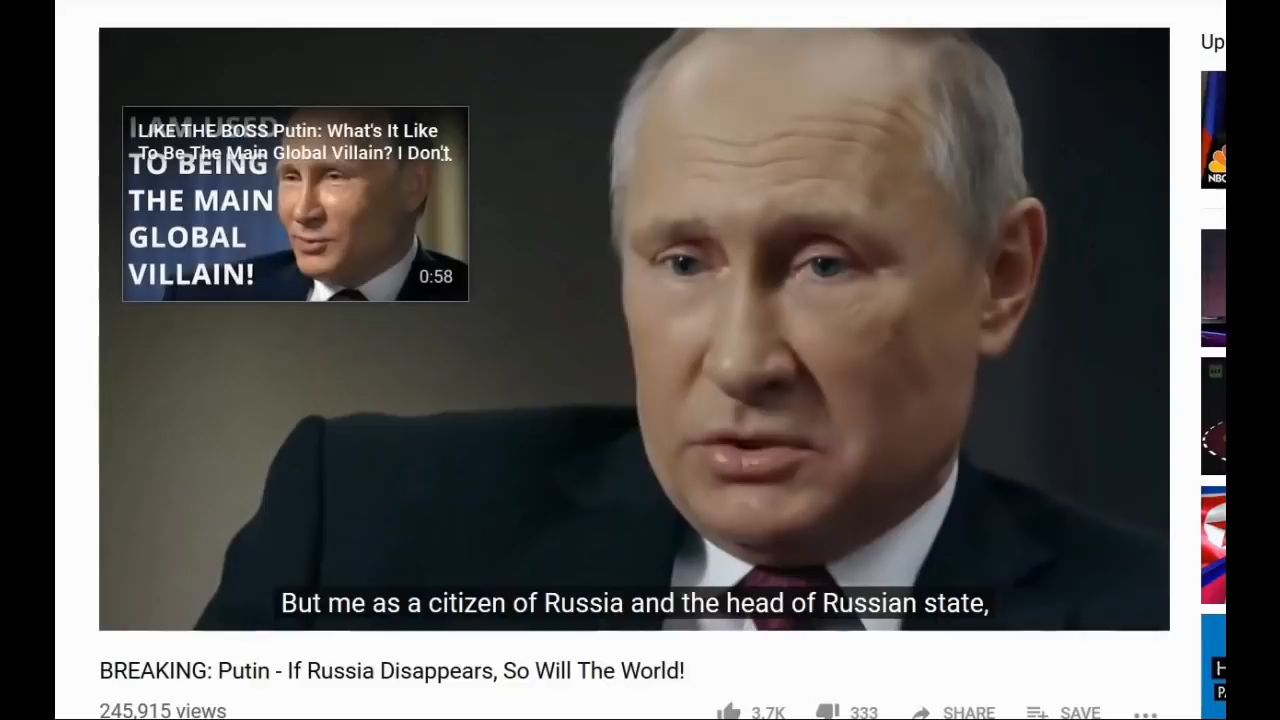 Up
I AM USED
LIKE THE BOSS Putin: What's It Like
To Be The Main Global Villain? I Don't
TO BEING
THE MAIN
GLOBAL
VILLAIN!
0:58
NBC
But me as a citizen of Russia and the head of Russian state,
BREAKING: Putin - If Russia Disappears, So Will The World!
245,915 views
3.7K
333
SHARE
SAVE
...